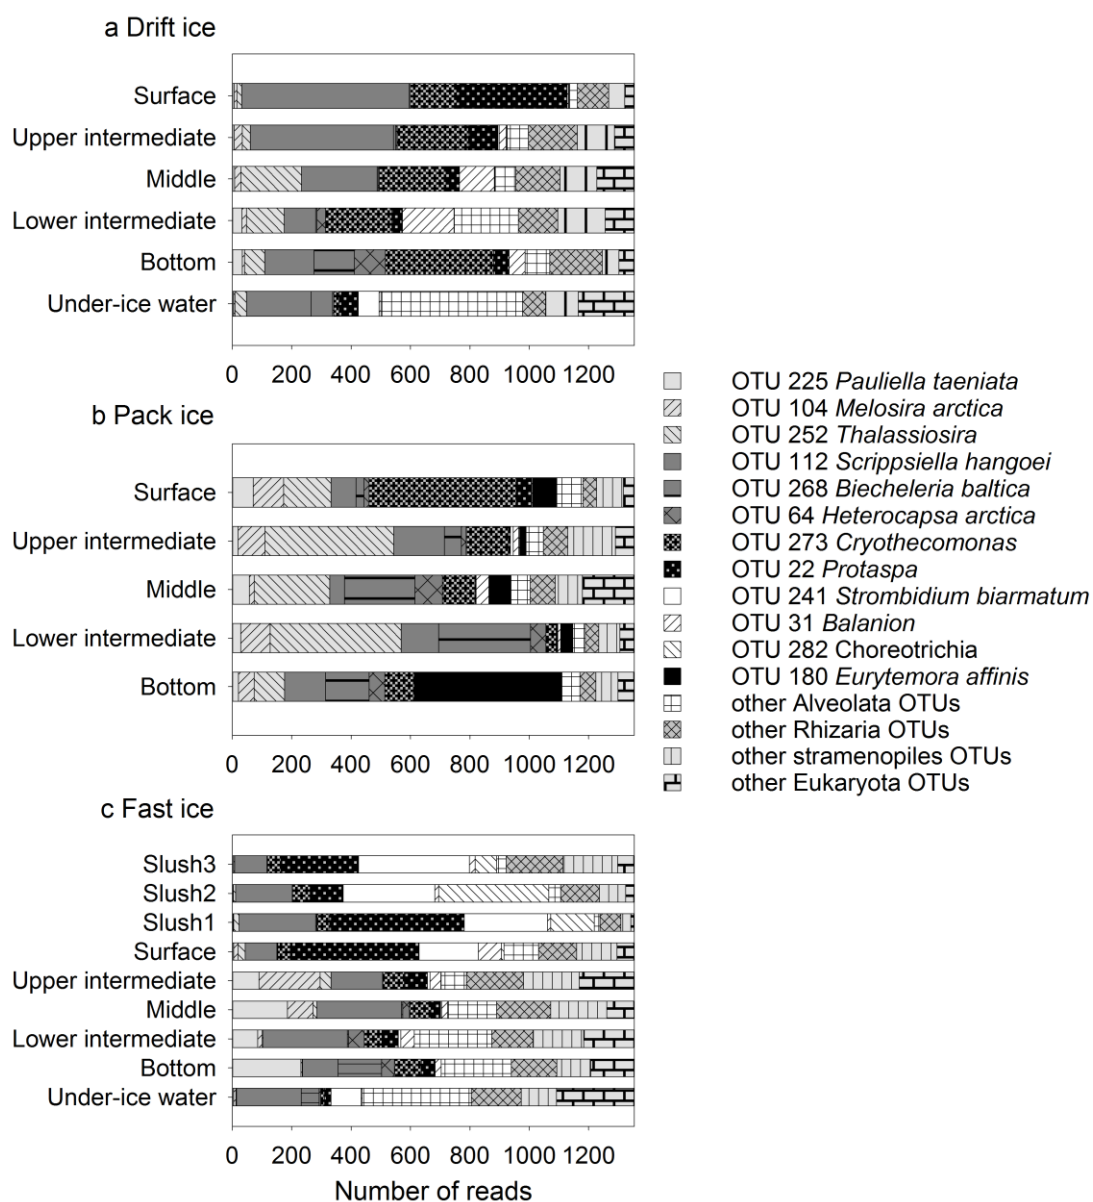 a Drift ice
Surface
Upper intermediate
Middle
Lower intermediate
Bottom
Under-ice water
0 200 400 600 800 1000 1200
b Pack ice
Surface
Upper intermediate
Middle
Lower intermediate
Bottom
0 200 400 600 800 1000 1200
c Fast ice
Slush3
Slush2
Slush1
Surface
Upper intermediate
Middle
Lower intermediate
Bottom
Under-ice water
0 200 400 600 800 1000 1200
Number of reads
OTU 225 Pauliella taeniata
OTU 104 Melosira arctica
OTU 252 Thalassiosira
OTU 112 Scrippsiella hangoei
OTU 268 Biecheleria baltica
OTU 64 Heterocapsa arctica
OTU 273 Cryothecomonas
OTU 22 Protaspa
OTU 241 Strombidium biarmatum
OTU 31 Balanion
OTU 282 Choreotrichia
OTU 180 Eurytemora affinis
other Alveolata OTUs
other Rhizaria OTUs
other stramenopiles OTUs
other Eukaryota OTUs